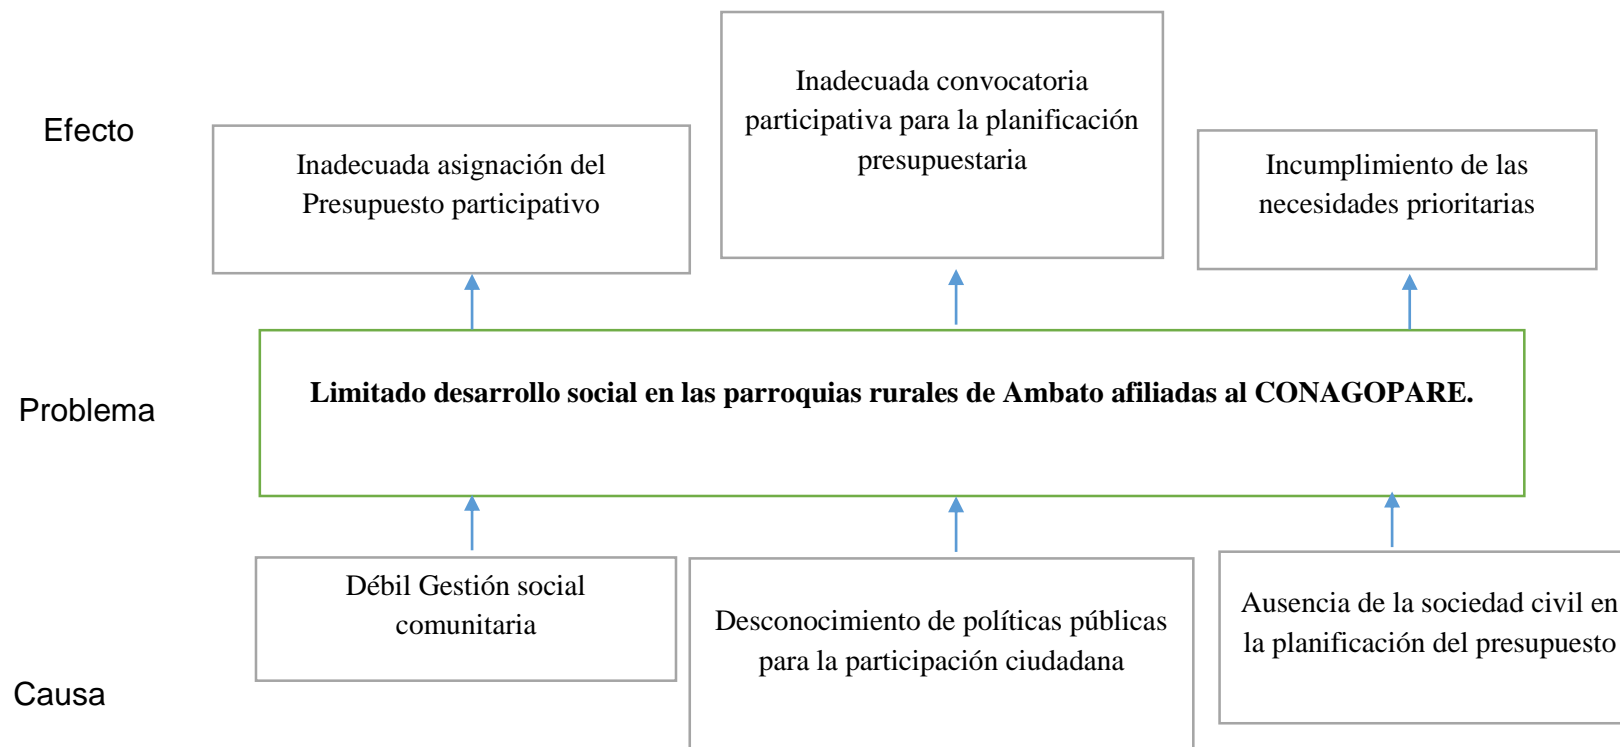 Efecto
Inadecuada asignación del
Presupuesto participativo
Inadecuada convocatoria
participativa para la planificación
presupuestaria
Incumplimiento de las
necesidades prioritarias
Problema
Limitado desarrollo social en las parroquias rurales de Ambato afiliadas al CONAGOPARE.
Causa
Débil Gestión social
comunitaria
Desconocimiento de políticas públicas
para la participación ciudadana
Ausencia de la sociedad civil en
la planificación del presupuesto